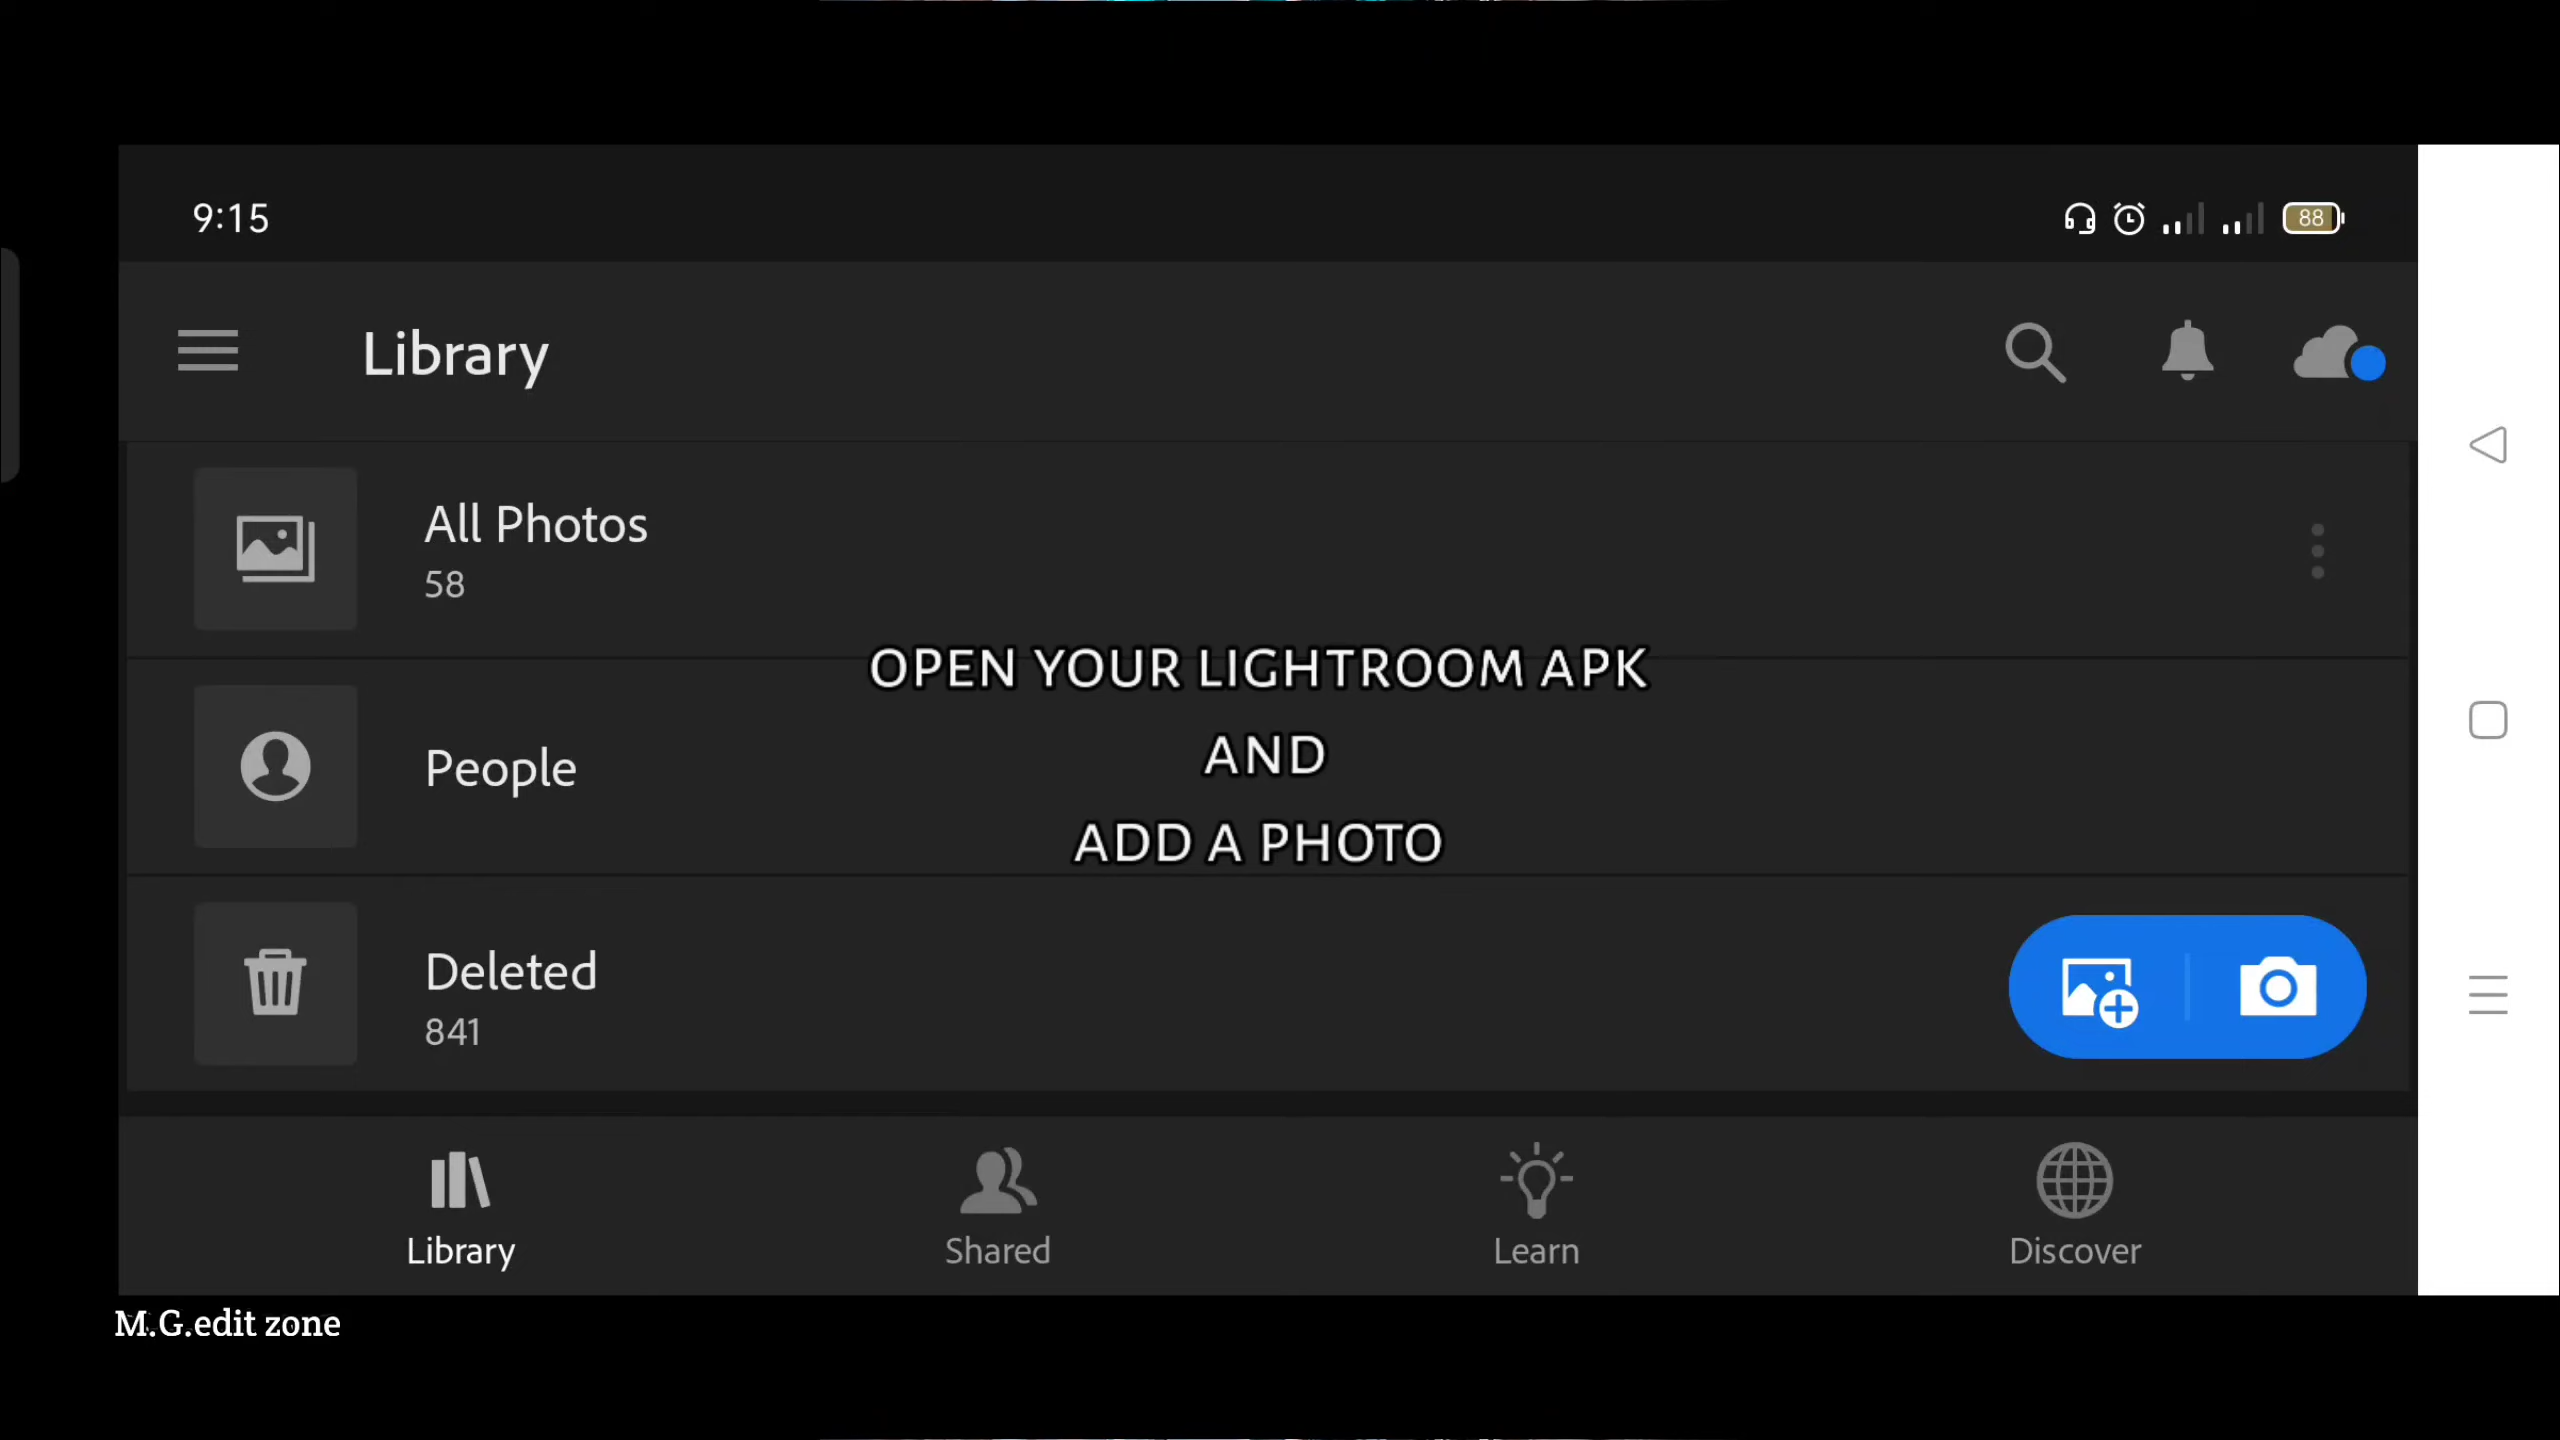 9:15
88
Library
All Photos
58
OPEN YOUR LIGHTROOM APK
AND
ADD A PHOTO
People
Deleted
841
Library
Shared
Learn
Discover
M.G.edit zone